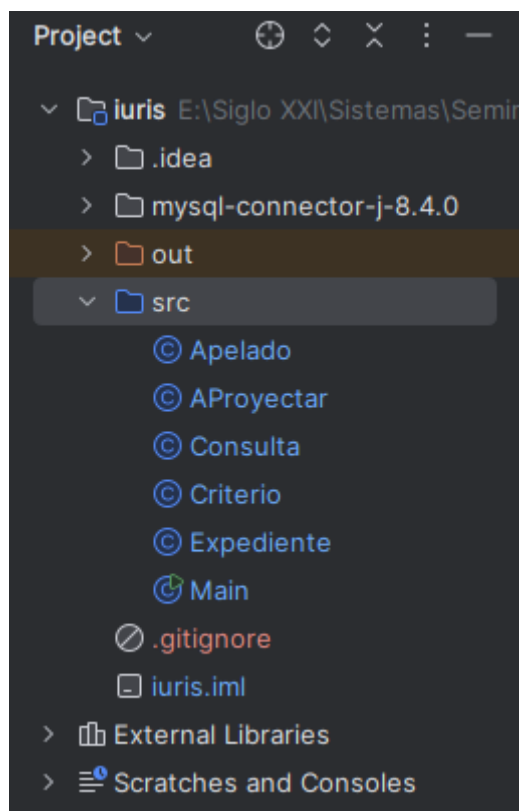 Project
iuris E:\Siglo XXI\Sistemas\Semin
.idea
mysql-connector-j-8.4.0
out
src
Apelado
AProyectar
Consulta
Criterio
Expediente
Main
.gitignore
iuris.iml
External Libraries
Scratches and Consoles